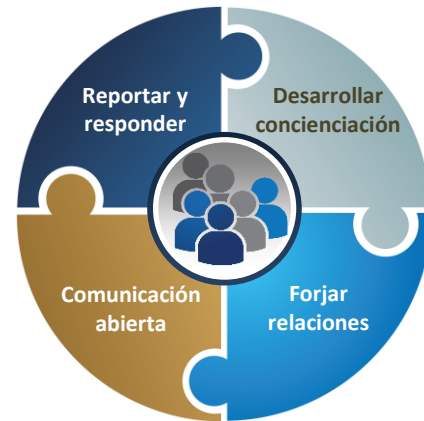 Reportar y
responder
Desarrollar
concienciación
Comunicación
abierta
Forjar
relaciones